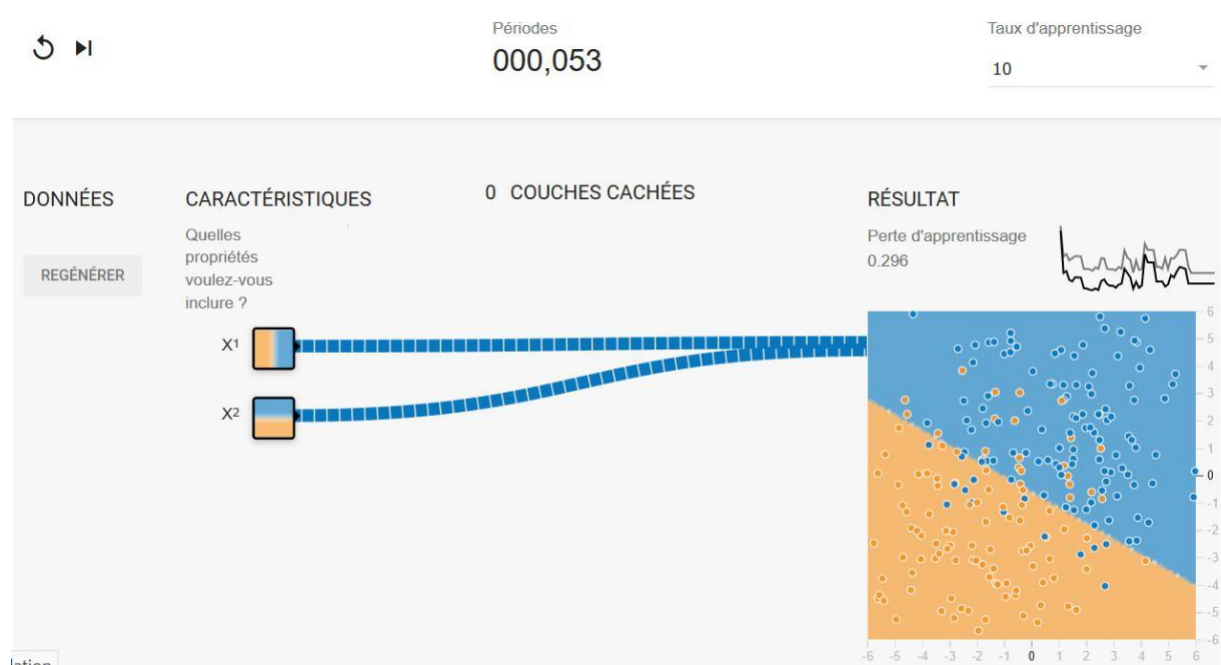 Périodes
000,053
Taux d'apprentissage
10
DONNÉES
REGÉNÉRER
CARACTÉRISTIQUES
Quelles
propriétés
voulez-vous
inclure ?
X1
X2
0 COUCHES CACHÉES
RÉSULTAT
Perte d'apprentissage
0.296
6
5
4
3
2
1
0
-1
-2
-3
-4
-5
-6
-6 -5 -4 -3 -2 -1 0 1 2 3 4 5 6